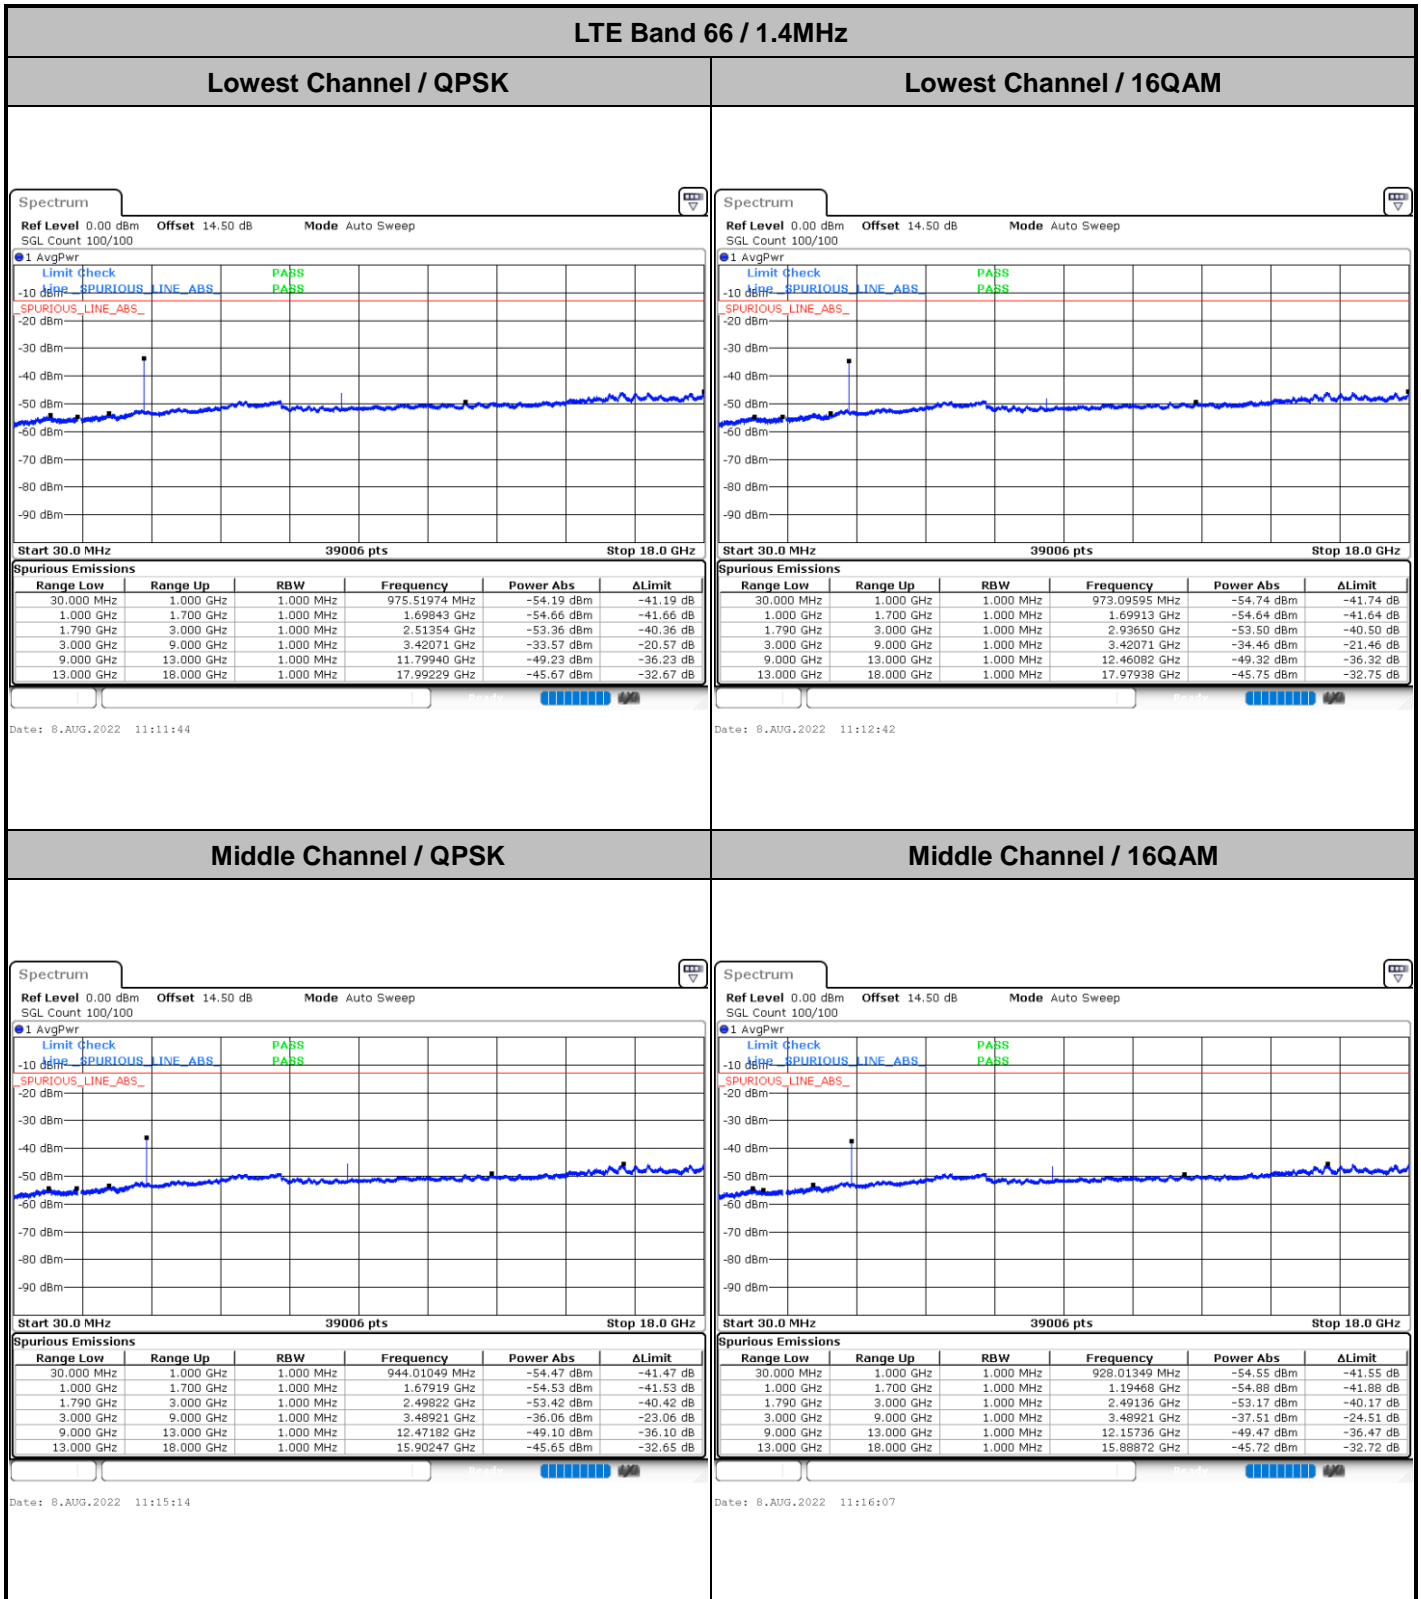 LTE Band 66 / 1.4MHz
Lowest Channel / QPSK
Lowest Channel / 16QAM
Spectrum
Ref Level 0.00 dBm Offset 14.50 dB Mode Auto Sweep
SGL Count 100/100
1 AvgPwr
Limit Check PASS
Line _SPURIOUS_LINE_ABS_ PASS
-10 dBm
_SPURIOUS_LINE_ABS_
-20 dBm
-30 dBm
-40 dBm
-50 dBm
-60 dBm
-70 dBm
-80 dBm
-90 dBm
Start 30.0 MHz 39006 pts Stop 18.0 GHz
Spurious Emissions
Range Low Range Up RBW Frequency Power Abs ΔLimit
30.000 MHz 1.000 GHz 1.000 MHz 975.51974 MHz -54.19 dBm -41.19 dB
1.000 GHz 1.700 GHz 1.000 MHz 1.69843 GHz -54.66 dBm -41.66 dB
1.790 GHz 3.000 GHz 1.000 MHz 2.51354 GHz -53.36 dBm -40.36 dB
3.000 GHz 9.000 GHz 1.000 MHz 3.42071 GHz -33.57 dBm -20.57 dB
9.000 GHz 13.000 GHz 1.000 MHz 11.79940 GHz -49.23 dBm -36.23 dB
13.000 GHz 18.000 GHz 1.000 MHz 17.99229 GHz -45.67 dBm -32.67 dB
Date: 8.AUG.2022 11:11:44
Spectrum
Ref Level 0.00 dBm Offset 14.50 dB Mode Auto Sweep
SGL Count 100/100
1 AvgPwr
Limit Check PASS
Line _SPURIOUS_LINE_ABS_ PASS
-10 dBm
_SPURIOUS_LINE_ABS_
-20 dBm
-30 dBm
-40 dBm
-50 dBm
-60 dBm
-70 dBm
-80 dBm
-90 dBm
Start 30.0 MHz 39006 pts Stop 18.0 GHz
Spurious Emissions
Range Low Range Up RBW Frequency Power Abs ΔLimit
30.000 MHz 1.000 GHz 1.000 MHz 973.09595 MHz -54.74 dBm -41.74 dB
1.000 GHz 1.700 GHz 1.000 MHz 1.69913 GHz -54.64 dBm -41.64 dB
1.790 GHz 3.000 GHz 1.000 MHz 2.93650 GHz -53.50 dBm -40.50 dB
3.000 GHz 9.000 GHz 1.000 MHz 3.42071 GHz -34.46 dBm -21.46 dB
9.000 GHz 13.000 GHz 1.000 MHz 12.46082 GHz -49.32 dBm -36.32 dB
13.000 GHz 18.000 GHz 1.000 MHz 17.97938 GHz -45.75 dBm -32.75 dB
Date: 8.AUG.2022 11:12:42
Middle Channel / QPSK
Middle Channel / 16QAM
Spectrum
Ref Level 0.00 dBm Offset 14.50 dB Mode Auto Sweep
SGL Count 100/100
1 AvgPwr
Limit Check PASS
Line _SPURIOUS_LINE_ABS_ PASS
-10 dBm
_SPURIOUS_LINE_ABS_
-20 dBm
-30 dBm
-40 dBm
-50 dBm
-60 dBm
-70 dBm
-80 dBm
-90 dBm
Start 30.0 MHz 39006 pts Stop 18.0 GHz
Spurious Emissions
Range Low Range Up RBW Frequency Power Abs ΔLimit
30.000 MHz 1.000 GHz 1.000 MHz 944.01049 MHz -54.47 dBm -41.47 dB
1.000 GHz 1.700 GHz 1.000 MHz 1.67919 GHz -54.53 dBm -41.53 dB
1.790 GHz 3.000 GHz 1.000 MHz 2.49822 GHz -53.42 dBm -40.42 dB
3.000 GHz 9.000 GHz 1.000 MHz 3.48921 GHz -36.06 dBm -23.06 dB
9.000 GHz 13.000 GHz 1.000 MHz 12.47182 GHz -49.10 dBm -36.10 dB
13.000 GHz 18.000 GHz 1.000 MHz 15.90247 GHz -45.65 dBm -32.65 dB
Date: 8.AUG.2022 11:15:14
Spectrum
Ref Level 0.00 dBm Offset 14.50 dB Mode Auto Sweep
SGL Count 100/100
1 AvgPwr
Limit Check PASS
Line _SPURIOUS_LINE_ABS_ PASS
-10 dBm
_SPURIOUS_LINE_ABS_
-20 dBm
-30 dBm
-40 dBm
-50 dBm
-60 dBm
-70 dBm
-80 dBm
-90 dBm
Start 30.0 MHz 39006 pts Stop 18.0 GHz
Spurious Emissions
Range Low Range Up RBW Frequency Power Abs ΔLimit
30.000 MHz 1.000 GHz 1.000 MHz 928.01349 MHz -54.55 dBm -41.55 dB
1.000 GHz 1.700 GHz 1.000 MHz 1.19468 GHz -54.88 dBm -41.88 dB
1.790 GHz 3.000 GHz 1.000 MHz 2.49136 GHz -53.17 dBm -40.17 dB
3.000 GHz 9.000 GHz 1.000 MHz 3.48921 GHz -37.51 dBm -24.51 dB
9.000 GHz 13.000 GHz 1.000 MHz 12.15736 GHz -49.47 dBm -36.47 dB
13.000 GHz 18.000 GHz 1.000 MHz 15.88872 GHz -45.72 dBm -32.72 dB
Date: 8.AUG.2022 11:16:07